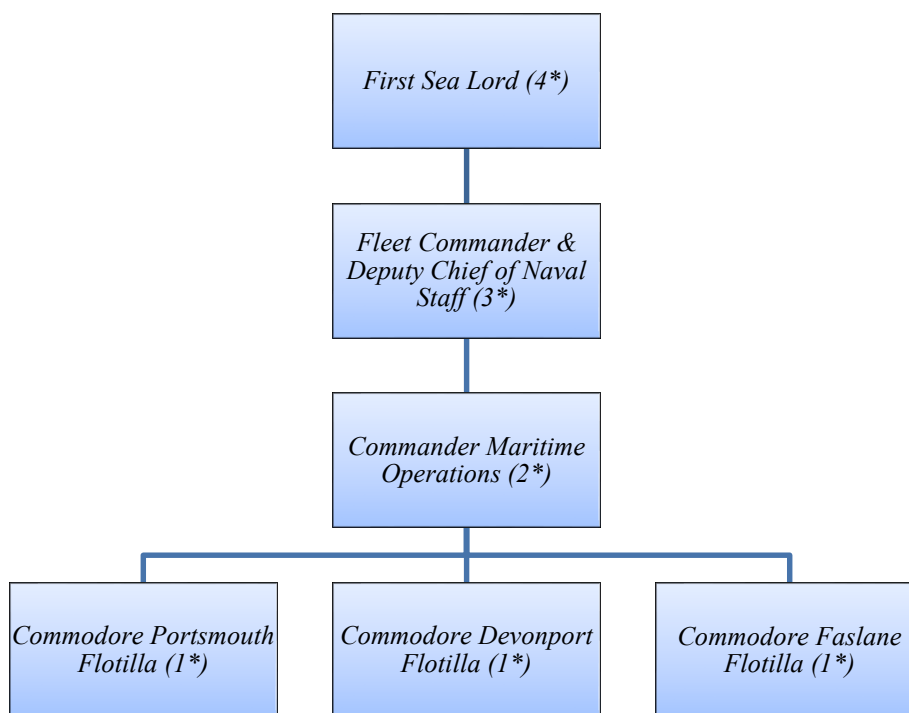 First Sea Lord (4*)
Fleet Commander &
Deputy Chief of Naval
Staff (3*)
Commander Maritime
Operations (2*)
Commodore Portsmouth
Flotilla (1*)
Commodore Devonport
Flotilla (1*)
Commodore Faslane
Flotilla (1*)